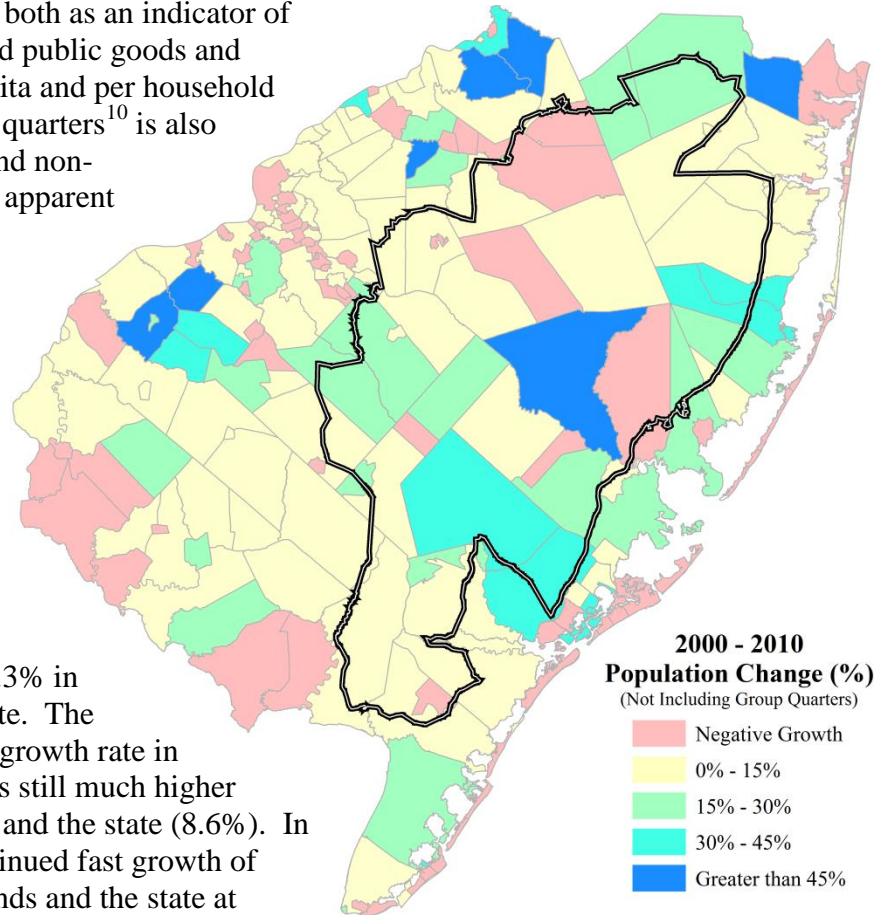 both as an indicator of
d public goods and
ita and per household
quarters10 is also
nd non-
apparent
3% in
te. The
growth rate in
s still much higher
and the state (8.6%). In
tinued fast growth of
nds and the state at
2000 - 2010
Population Change (%)
(Not Including Group Quarters)
Negative Growth
0% - 15%
15% - 30%
30% - 45%
Greater than 45%